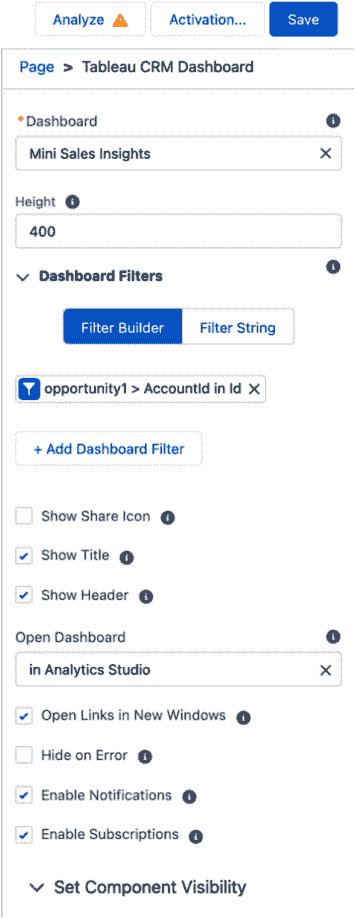 Analyze Activation... Save
Page > Tableau CRM Dashboard
*Dashboard
Mini Sales Insights
Height
400
Dashboard Filters
Filter Builder Filter String
opportunity1 > AccountId in Id
+ Add Dashboard Filter
Show Share Icon
Show Title
Show Header
Open Dashboard
in Analytics Studio
Open Links in New Windows
Hide on Error
Enable Notifications
Enable Subscriptions
Set Component Visibility